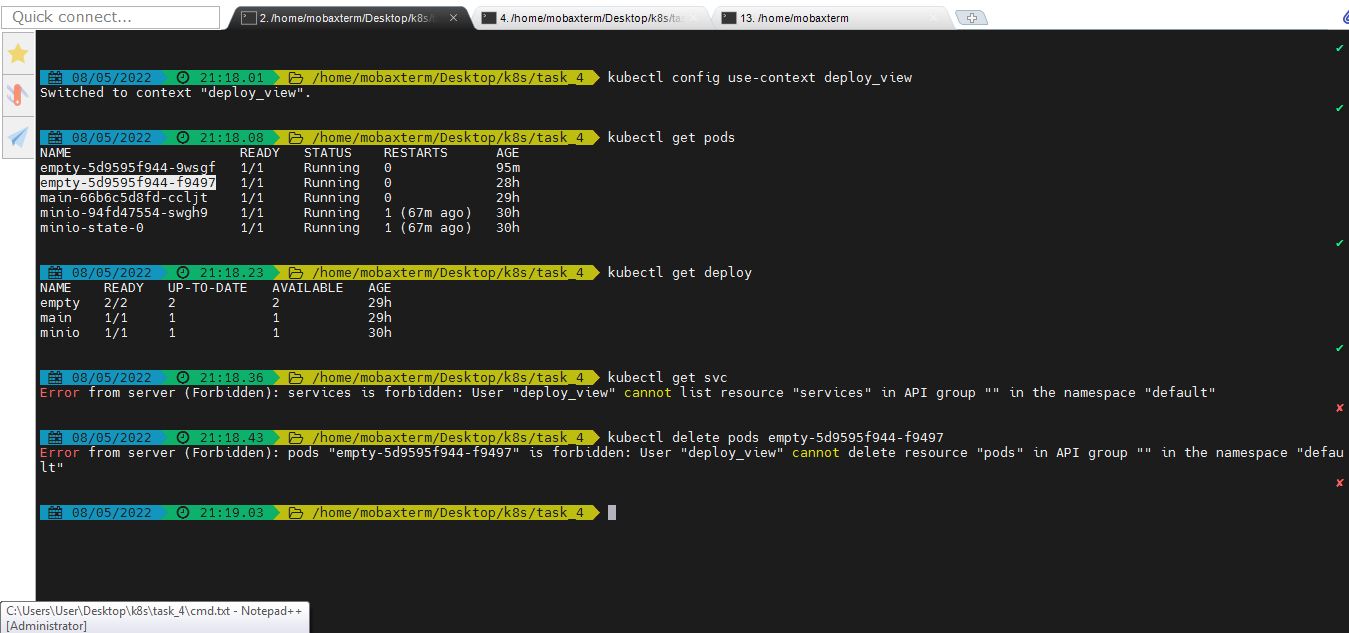 Quick connect...
2. /home/mobaxterm/Desktop/k8s/t
4. /home/mobaxterm/Desktop/k8s/tas
13. /home/mobaxterm
08/05/2022 21:18.01 /home/mobaxterm/Desktop/k8s/task_4 kubectl config use-context deploy_view
Switched to context "deploy_view".
08/05/2022 21:18.08 /home/mobaxterm/Desktop/k8s/task_4 kubectl get pods
NAME READY STATUS RESTARTS AGE
empty-5d9595f944-9wsgf 1/1 Running 0 95m
empty-5d9595f944-f9497 1/1 Running 0 28h
main-66b6c5d8fd-ccljt 1/1 Running 0 29h
minio-94fd47554-swgh9 1/1 Running 1 (67m ago) 30h
minio-state-0 1/1 Running 1 (67m ago) 30h
08/05/2022 21:18.23 /home/mobaxterm/Desktop/k8s/task_4 kubectl get deploy
NAME READY UP-TO-DATE AVAILABLE AGE
empty 2/2 2 2 29h
main 1/1 1 1 29h
minio 1/1 1 1 30h
08/05/2022 21:18.36 /home/mobaxterm/Desktop/k8s/task_4 kubectl get svc
Error from server (Forbidden): services is forbidden: User "deploy_view" cannot list resource "services" in API group "" in the namespace "default"
08/05/2022 21:18.43 /home/mobaxterm/Desktop/k8s/task_4 kubectl delete pods empty-5d9595f944-f9497
Error from server (Forbidden): pods "empty-5d9595f944-f9497" is forbidden: User "deploy_view" cannot delete resource "pods" in API group "" in the namespace "defau
lt"
08/05/2022 21:19.03 /home/mobaxterm/Desktop/k8s/task_4
C:\Users\User\Desktop\k8s\task_4\cmd.txt - Notepad++
[Administrator]